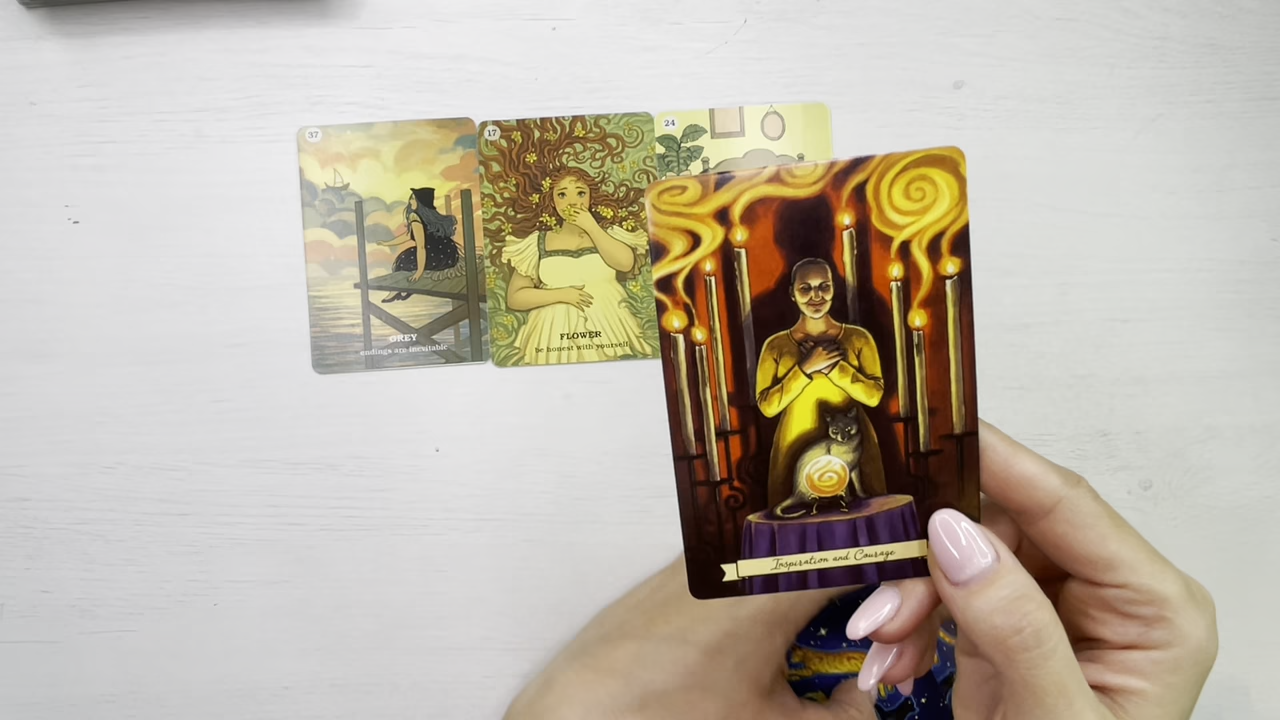 37
GREY
endings are inevitable
17
FLOWER
be honest with yourself
24
Inspiration and Courage